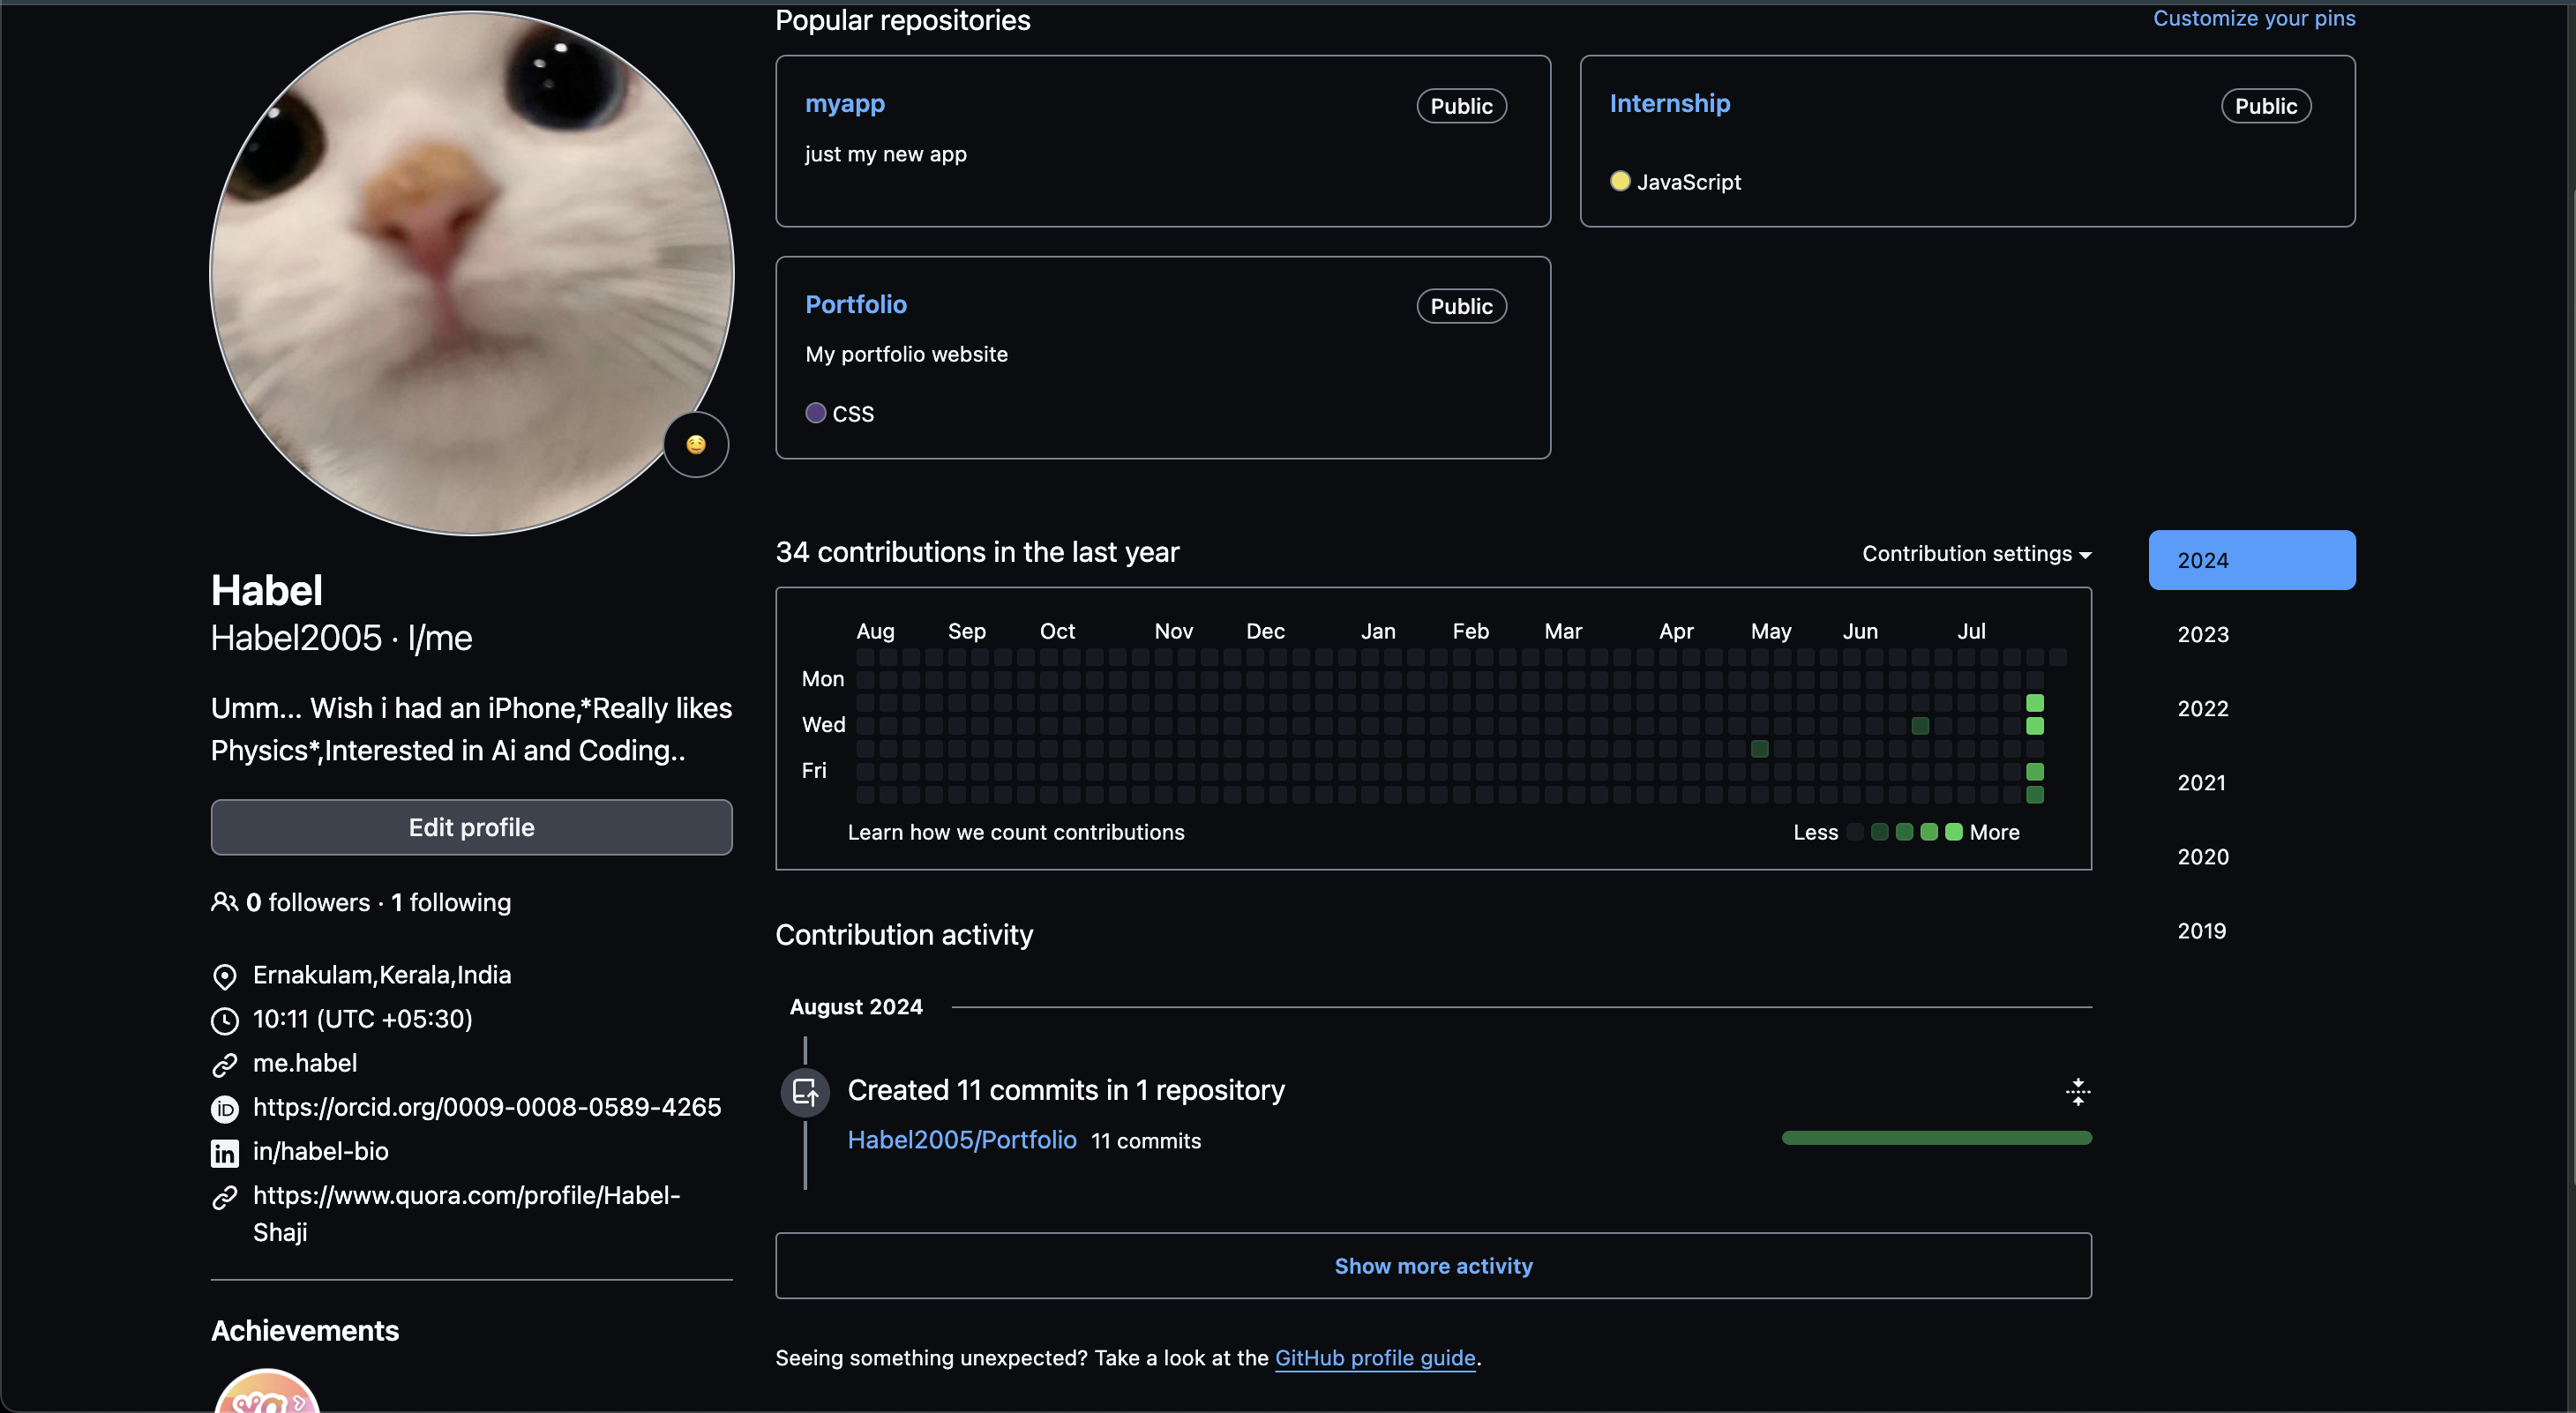 Popular repositories
Customize your pins
myapp
Public
just my new app
Internship
Public
JavaScript
Portfolio
Public
My portfolio website
CSS
Habel
Habel2005 · I/me
Umm... Wish i had an iPhone,*Really likes
Physics*,Interested in Ai and Coding..
Edit profile
0 followers · 1 following
Ernakulam,Kerala,India
10:11 (UTC +05:30)
me.habel
iD https://orcid.org/0009-0008-0589-4265
in in/habel-bio
https://www.quora.com/profile/Habel-
Shaji
Achievements
34 contributions in the last year
Contribution settings
Aug Sep Oct Nov Dec Jan Feb Mar Apr May Jun Jul
Mon
Wed
Fri
Learn how we count contributions
Less More
2024
2023
2022
2021
2020
2019
Contribution activity
August 2024
Created 11 commits in 1 repository
Habel2005/Portfolio 11 commits
Show more activity
Seeing something unexpected? Take a look at the GitHub profile guide.